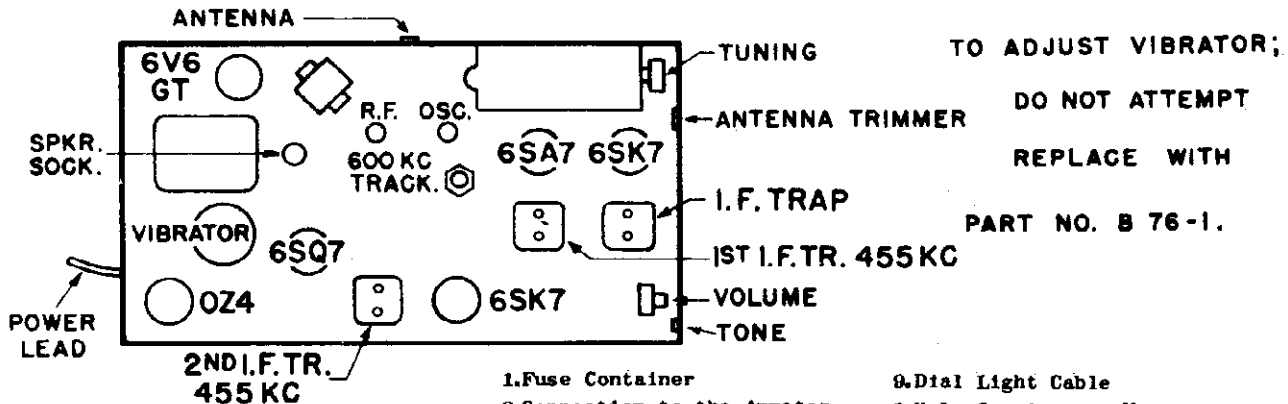 ANTENNA
6V6
GT
R.F. OSC.
TUNING
ANTENNA TRIMMER
SPKR.
SOCK.
600 KC
TRACK.
6SA7 6SK7
I.F. TRAP
1ST I.F. TR. 455 KC
VIBRATOR
6SQ7
OZ4
6SK7
VOLUME
TONE
POWER
LEAD
2ND I.F. TR.
455 KC
TO ADJUST VIBRATOR;
DO NOT ATTEMPT
REPLACE WITH
PART NO. B 76-1.
1.Fuse Container
9.Dial Light Cable